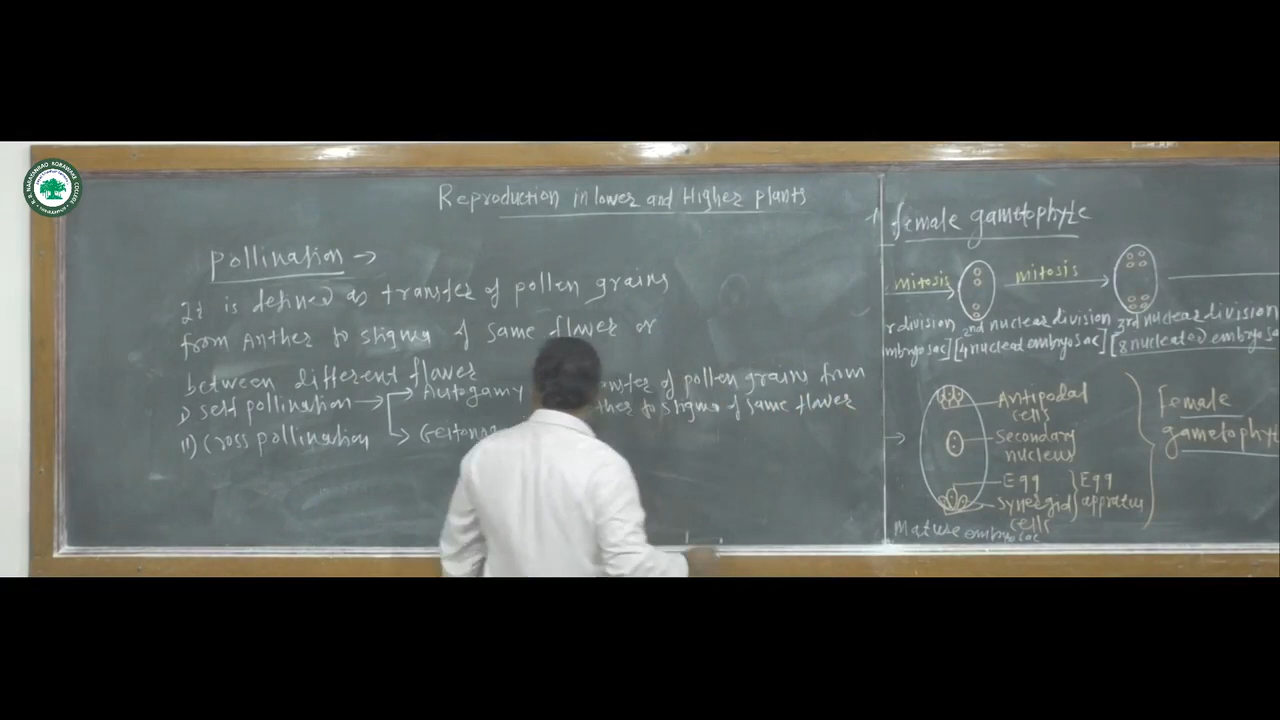 Reproduction in lower and Higher plants
Pollination →
It is defined as transfer of pollen grains
from Anther to stigma of same flower or
between different flower
i) self pollination → Autogamy
of pollen grains from
to stigma of same flower
ii) Cross pollination
female gametophyte
mitosis
mitosis
division
2nd nuclear division
3rd nuclear division
[4 nucleat embryo sac]
[8 nucleated embryo
Antipodal
cells
Secondary
nucleus
Egg
Synergid
cells
Egg
apparatus
Female
Mature embryo sac